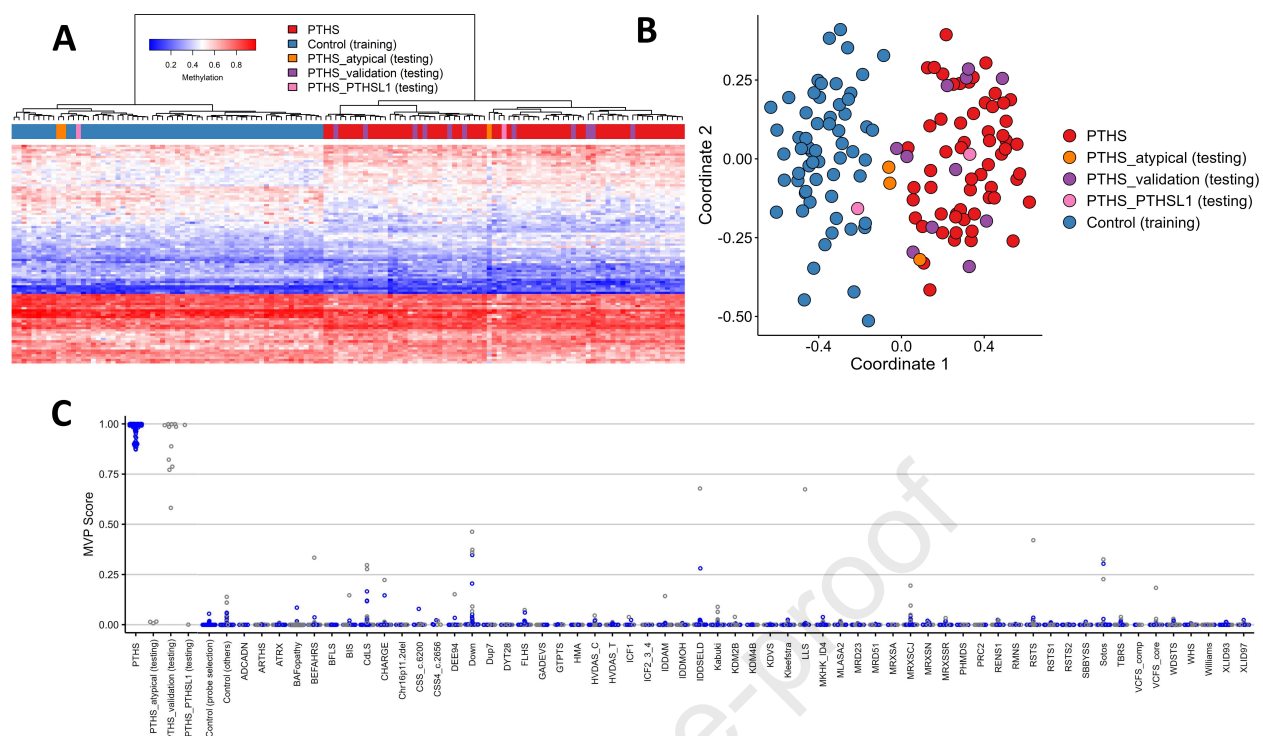 A
PTHS
Control (training)
PTHS_atypical (testing)
PTHS_validation (testing)
PTHS_PTHSL1 (testing)
0.2 0.4 0.6 0.8
Methylation
B
0.25
0.00
-0.25
-0.50
Coordinate 2
-0.4 0.0 0.4
Coordinate 1
PTHS
PTHS_atypical (testing)
PTHS_validation (testing)
PTHS_PTHSL1 (testing)
Control (training)
C
1.00
0.75
0.50
0.25
0.00
MVP Score
PTHS
PTHS_atypical (testing)
PTHS_validation (testing)
PTHS_PTHSL1 (testing)
Control (probe selection)
Control (others)
ADCADN
ARTHS
ATRX
BAFopathy
BEFAHRS
BFLS
BIS
CdLS
CHARGE
Chr16p11.2del
CSS_c.6200
CSS4_c.2656
DEE94
Down
Dup7
DYT28
FLHS
GADEVS
GTPTS
HMA
HVDAS_C
HVDAS_T
ICF1
ICF2_3_4
IDDAM
IDDMOH
IDDSELD
Kabuki
KDM2B
KDM4B
KDVS
Kleefstra
LLS
MKHK_ID4
MLASA2
MRD23
MRD51
MRXSA
MRXSCJ
MRXSN
MRXSSR
PHMDS
PRC2
RENS1
RMNS
RSTS
RSTS1
RSTS2
SBBYSS
Sotos
TBRS
VCFS_comp
VCFS_core
WDSTS
WHS
Williams
XLID93
XLID97
e-proof